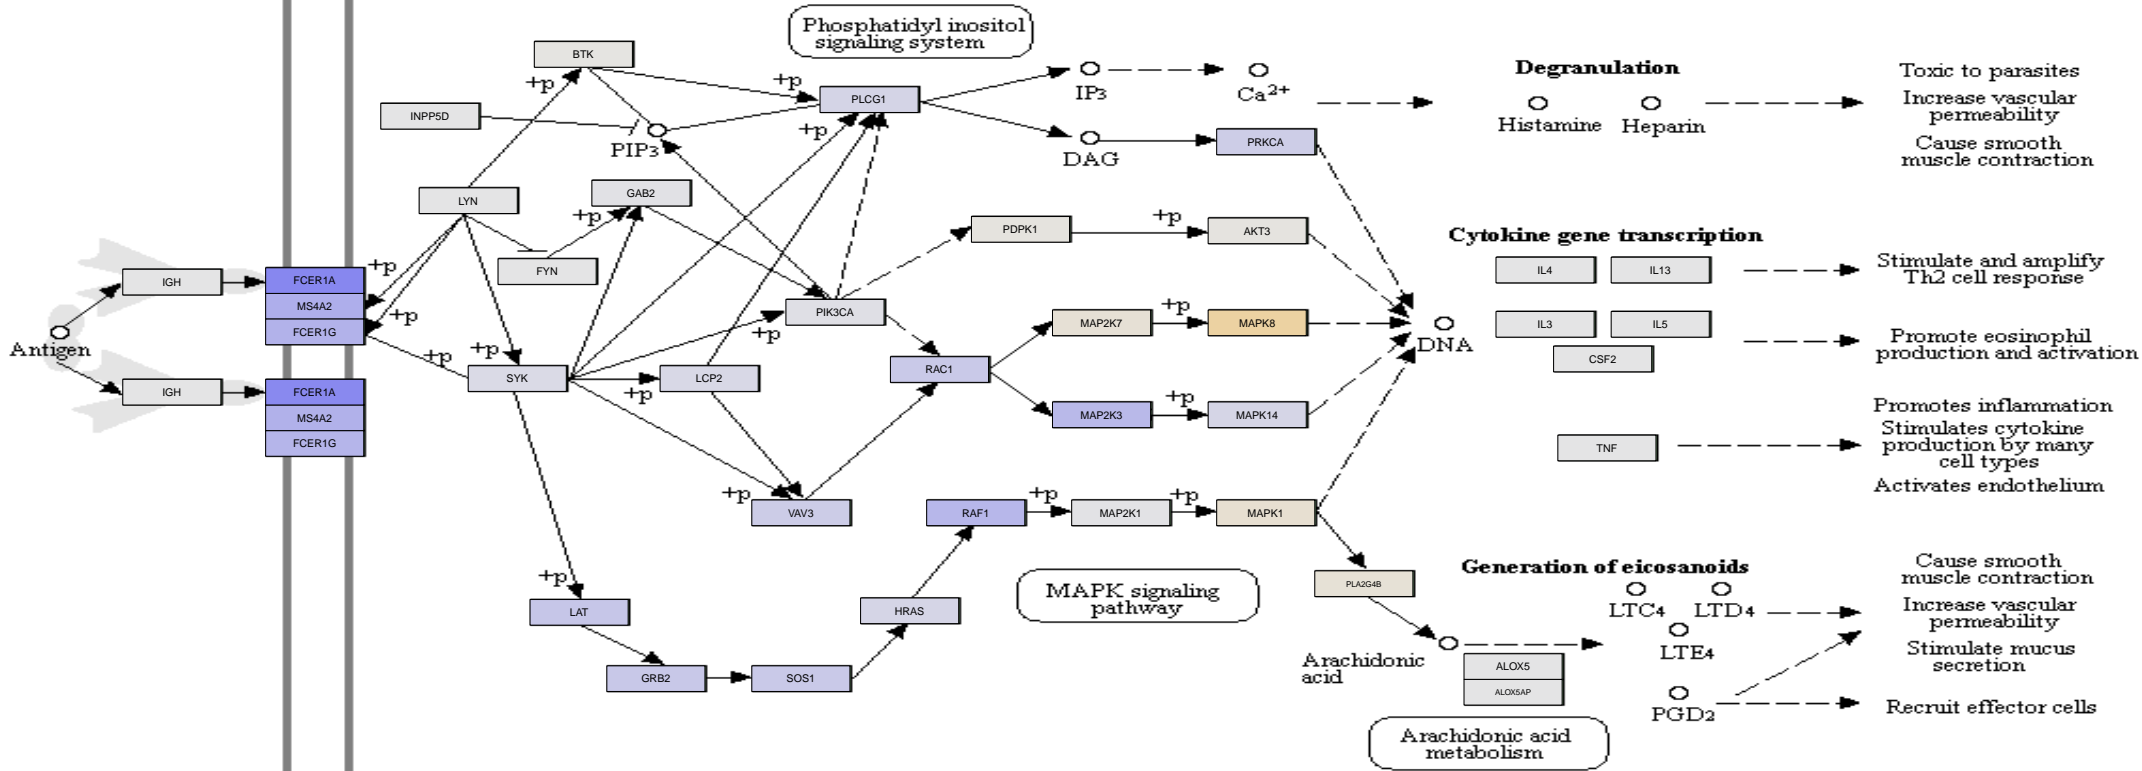 Phosphatidyl inositol
signaling system
BTK
+p
+p
PLCG1
INPP5D
PIP3
+p
IP3
Ca2+
DAG
PRKCA
Degranulation
Histamine
Heparin
Toxic to parasites
Increase vascular
permeability
Cause smooth
muscle contraction
LYN
GAB2
+p
FYN
PDPK1
+p
AKT3
Cytokine gene transcription
IL4
IL13
Stimulate and amplify
Th2 cell response
IL3
IL5
CSF2
Promote eosinophil
production and activation
Antigen
IGH
FCER1A
MS4A2
FCER1G
+p
+p
+p
IGH
FCER1A
MS4A2
FCER1G
+p
SYK
+p
LCP2
PIK3CA
+p
RAC1
MAP2K7
+p
MAPK8
MAP2K3
+p
MAPK14
DNA
Promotes inflammation
Stimulates cytokine
production by many
cell types
Activates endothelium
TNF
+p
VAV3
RAF1
+p
MAP2K1
+p
MAPK1
+p
LAT
GRB2
SOS1
HRAS
MAPK signaling
pathway
PLA2G4B
Generation of eicosanoids
LTC4
LTD4
LTE4
Arachidonic
acid
ALOX5
ALOX5AP
PGD2
Arachidonic acid
metabolism
Cause smooth
muscle contraction
Increase vascular
permeability
Stimulate mucus
secretion
Recruit effector cells